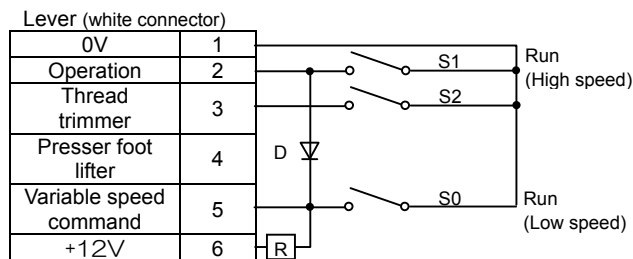 Lever (white connector)
0V 1
Operation 2
Thread
trimmer 3
Presser foot
lifter 4
Variable speed
command 5
+12V 6
S1
S2
D
S0
R
Run
(High speed)
Run
(Low speed)